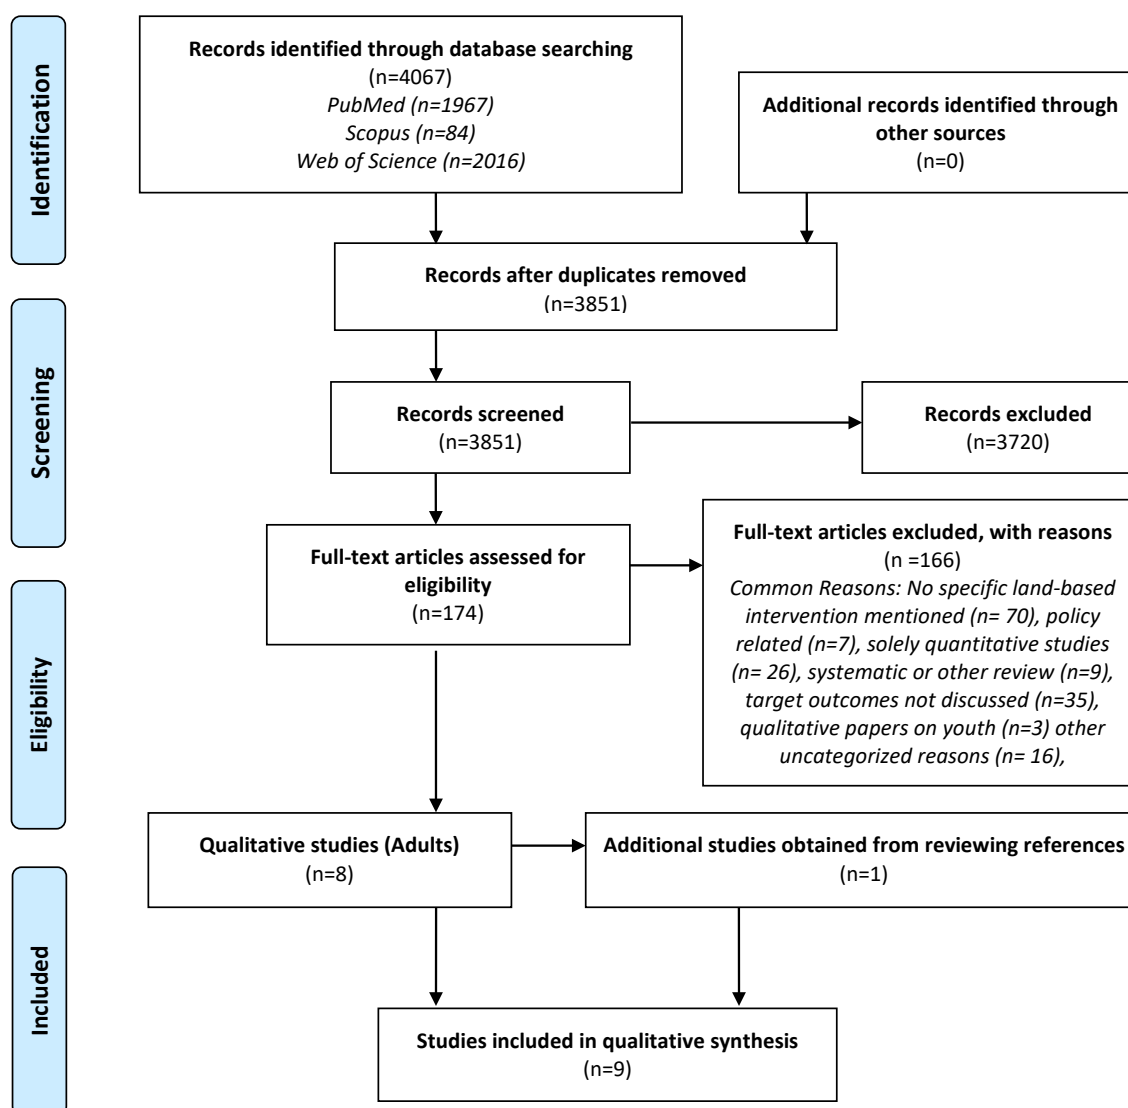 Identification
Records identified through database searching
(n=4067)
PubMed (n=1967)
Scopus (n=84)
Web of Science (n=2016)
Additional records identified through
other sources
(n=0)
Records after duplicates removed
(n=3851)
Screening
Records screened
(n=3851)
Records excluded
(n=3720)
Eligibility
Full-text articles assessed for
eligibility
(n=174)
Full-text articles excluded, with reasons
(n =166)
Common Reasons: No specific land-based
intervention mentioned (n= 70), policy
related (n=7), solely quantitative studies
(n= 26), systematic or other review (n=9),
target outcomes not discussed (n=35),
qualitative papers on youth (n=3) other
uncategorized reasons (n= 16),
Qualitative studies (Adults)
(n=8)
Additional studies obtained from reviewing references
(n=1)
Included
Studies included in qualitative synthesis
(n=9)